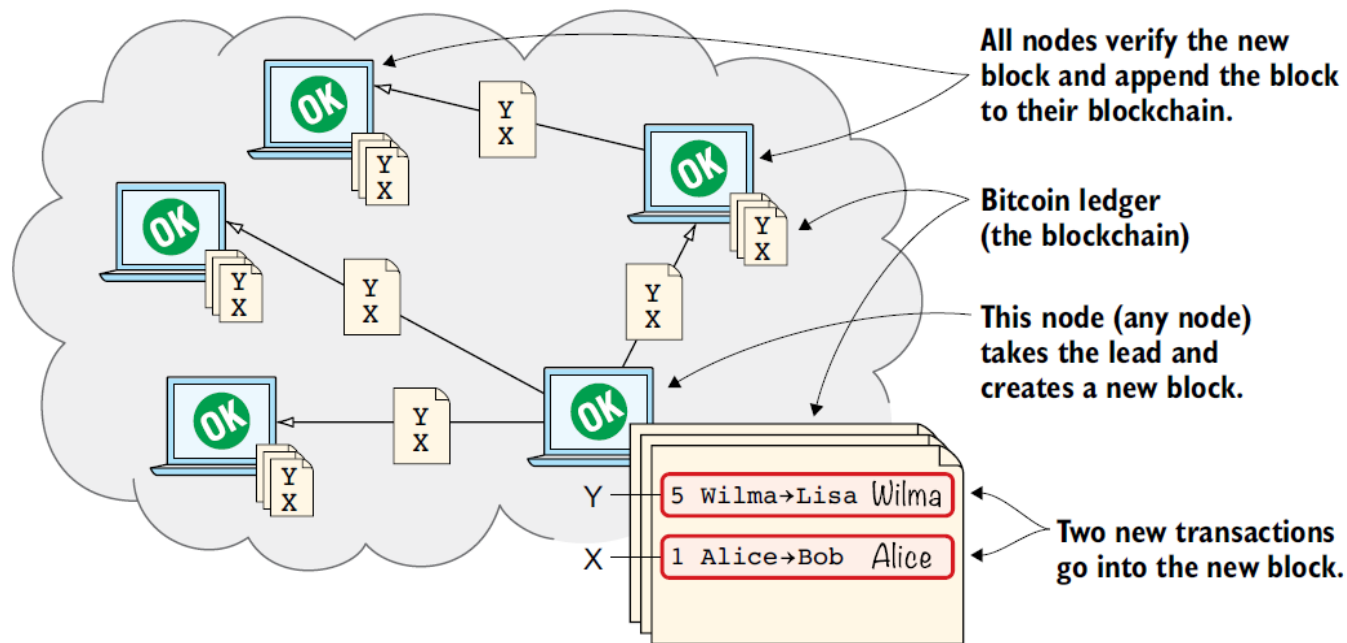 All nodes verify the new
block and append the block
to their blockchain.
OK
Y
X
Y
X
OK
Y
X
OK
Y
X
Bitcoin ledger
(the blockchain)
Y
X
Y
X
This node (any node)
takes the lead and
creates a new block.
OK
Y
X
Y
X
OK
Y 5 Wilma→Lisa Wilma
X 1 Alice→Bob Alice
Two new transactions
go into the new block.